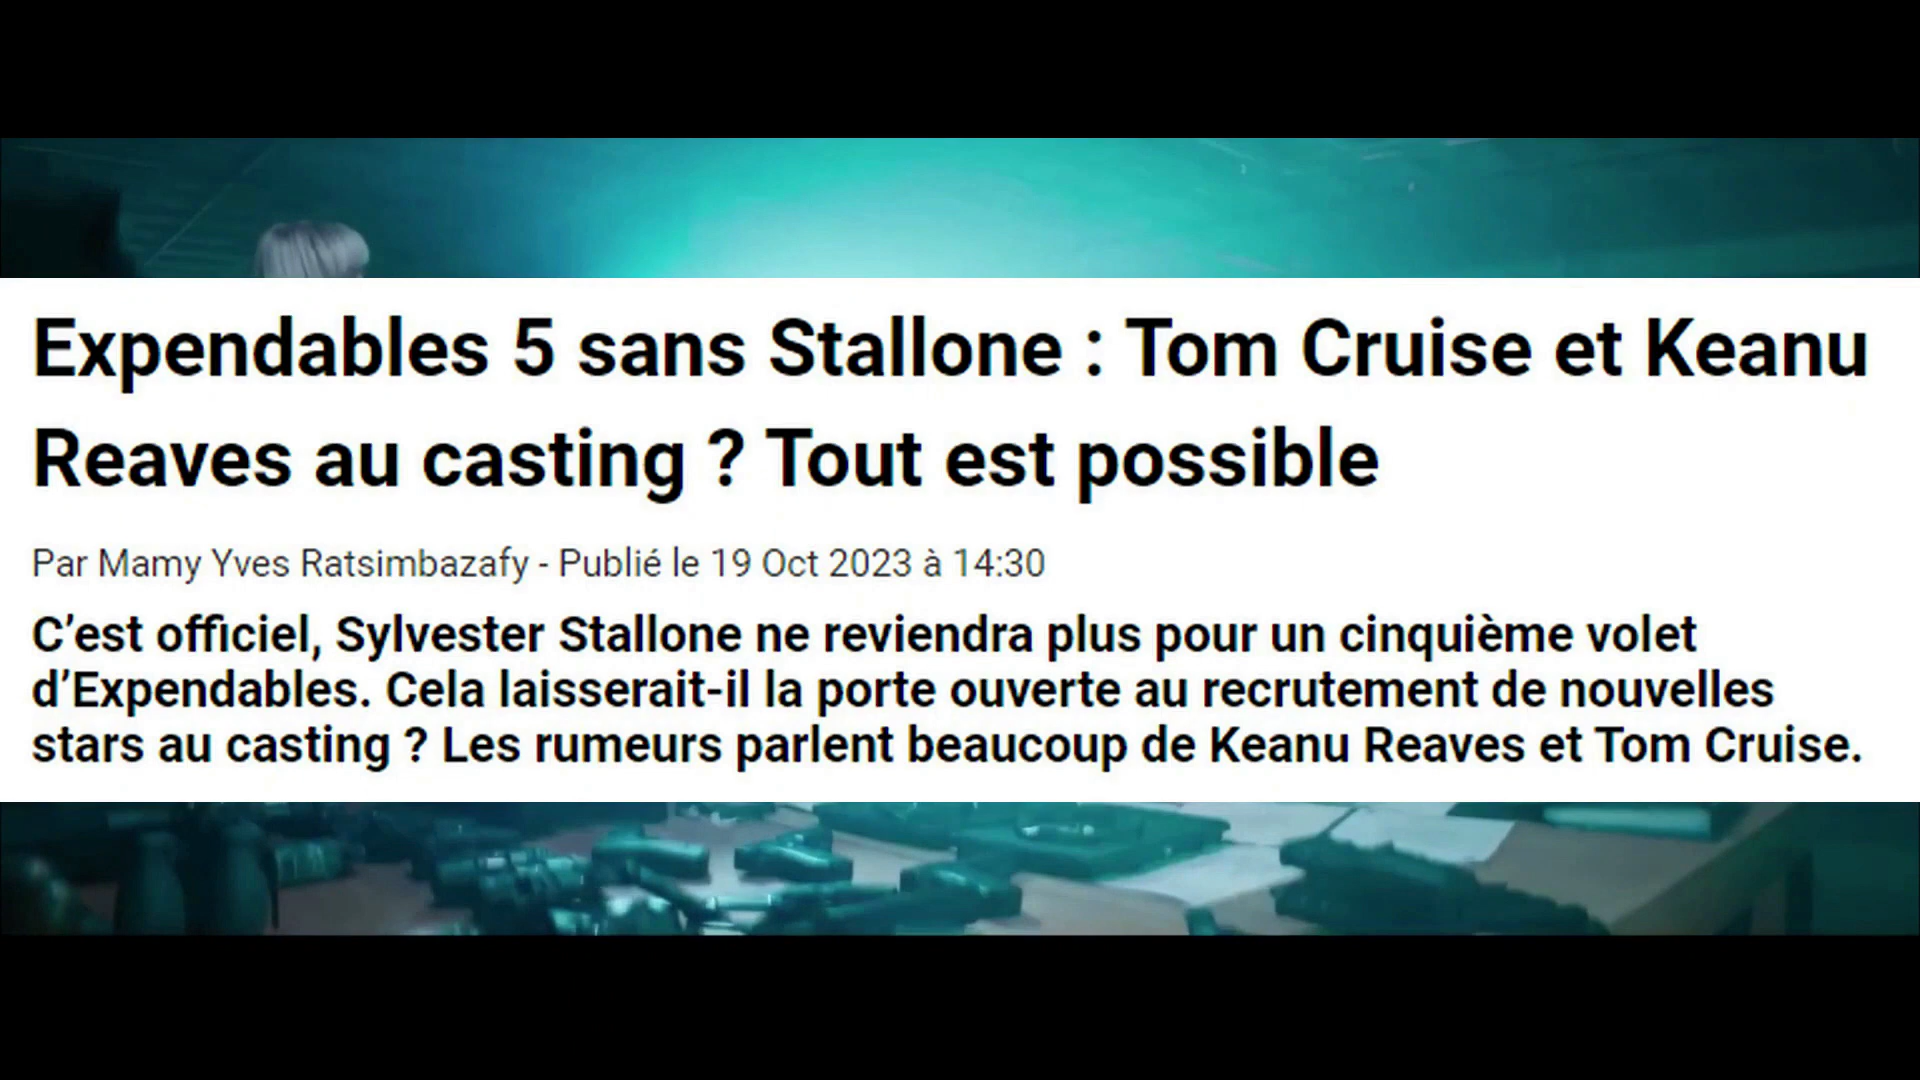 Expendables 5 sans Stallone : Tom Cruise et Keanu
Reaves au casting ? Tout est possible
Par Mamy Yves Ratsimbazafy - Publié le 19 Oct 2023 à 14:30
C’est officiel, Sylvester Stallone ne reviendra plus pour un cinquième volet
d’Expendables. Cela laisserait-il la porte ouverte au recrutement de nouvelles
stars au casting ? Les rumeurs parlent beaucoup de Keanu Reaves et Tom Cruise.